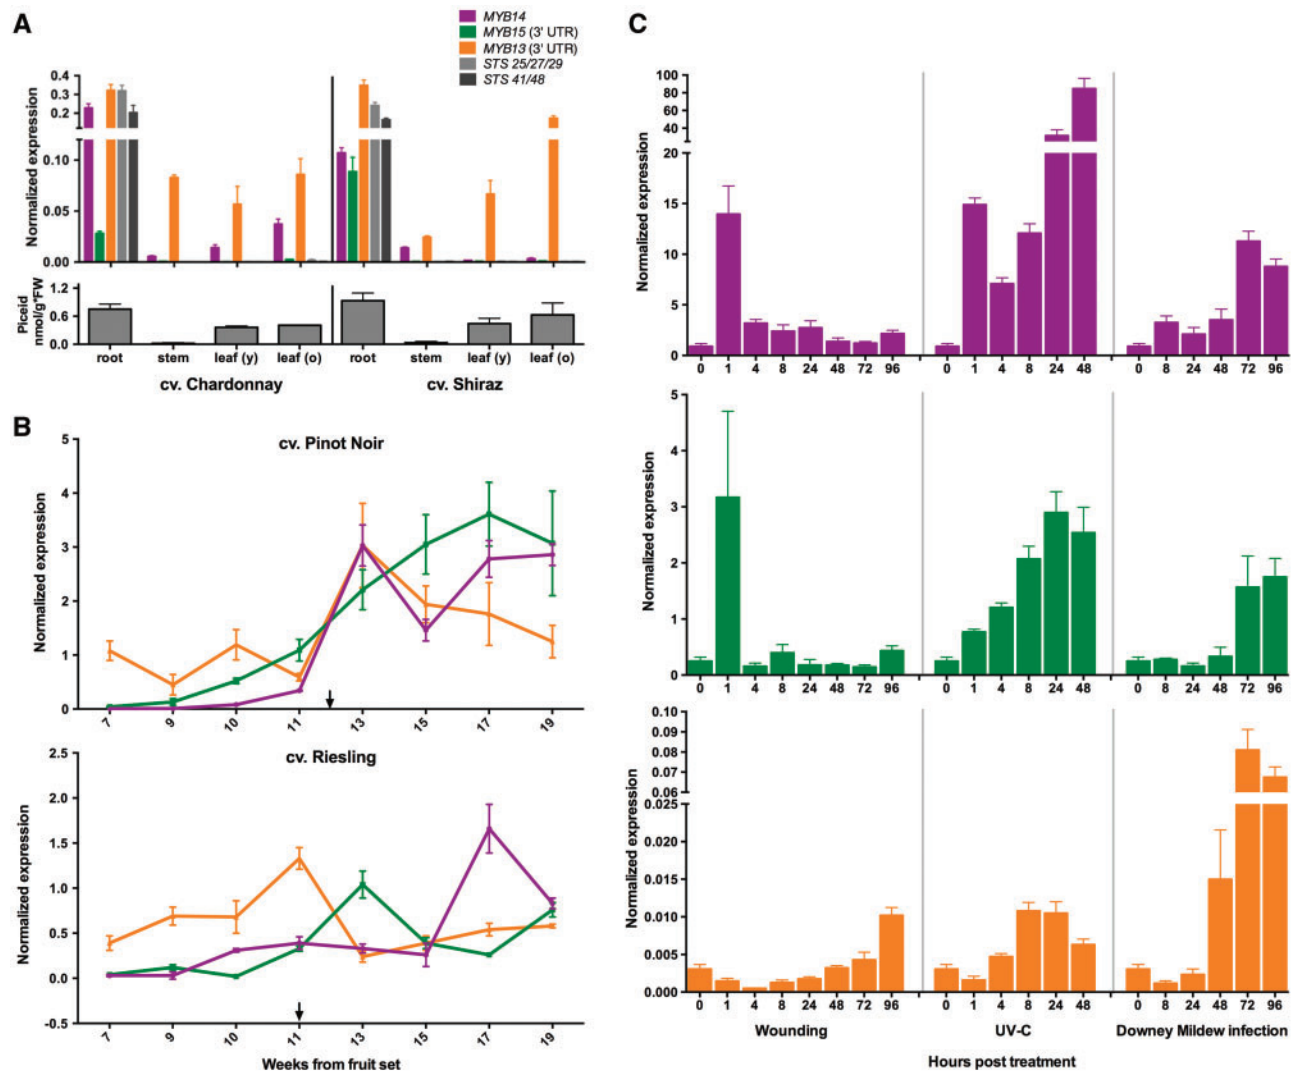 A
MYB14
MYB15 (3' UTR)
MYB13 (3' UTR)
STS 25/27/29
STS 41/48
Normalized expression
0.4
0.2
0.10
0.05
0.00
Piceid
nmol/g*FW
1.2
0.6
0.0
root stem leaf (y) leaf (o) root stem leaf (y) leaf (o)
cv. Chardonnay cv. Shiraz
B
cv. Pinot Noir
Normalized expression
5
4
3
2
1
0
7 9 10 11 13 15 17 19
cv. Riesling
Normalized expression
2.5
2.0
1.5
1.0
0.5
0.0
-0.5
7 9 10 11 13 15 17 19
Weeks from fruit set
C
Normalized expression
100
80
60
40
20
15
10
5
0
0 1 4 8 24 48 72 96 0 1 4 8 24 48 0 8 24 48 72 96
Normalized expression
5
4
3
2
1
0
0 1 4 8 24 48 72 96 0 1 4 8 24 48 0 8 24 48 72 96
Normalized expression
0.10
0.09
0.08
0.07
0.06
0.025
0.020
0.015
0.010
0.005
0.000
0 1 4 8 24 48 72 96 0 1 4 8 24 48 0 8 24 48 72 96
Wounding UV-C Downey Mildew infection
Hours post treatment